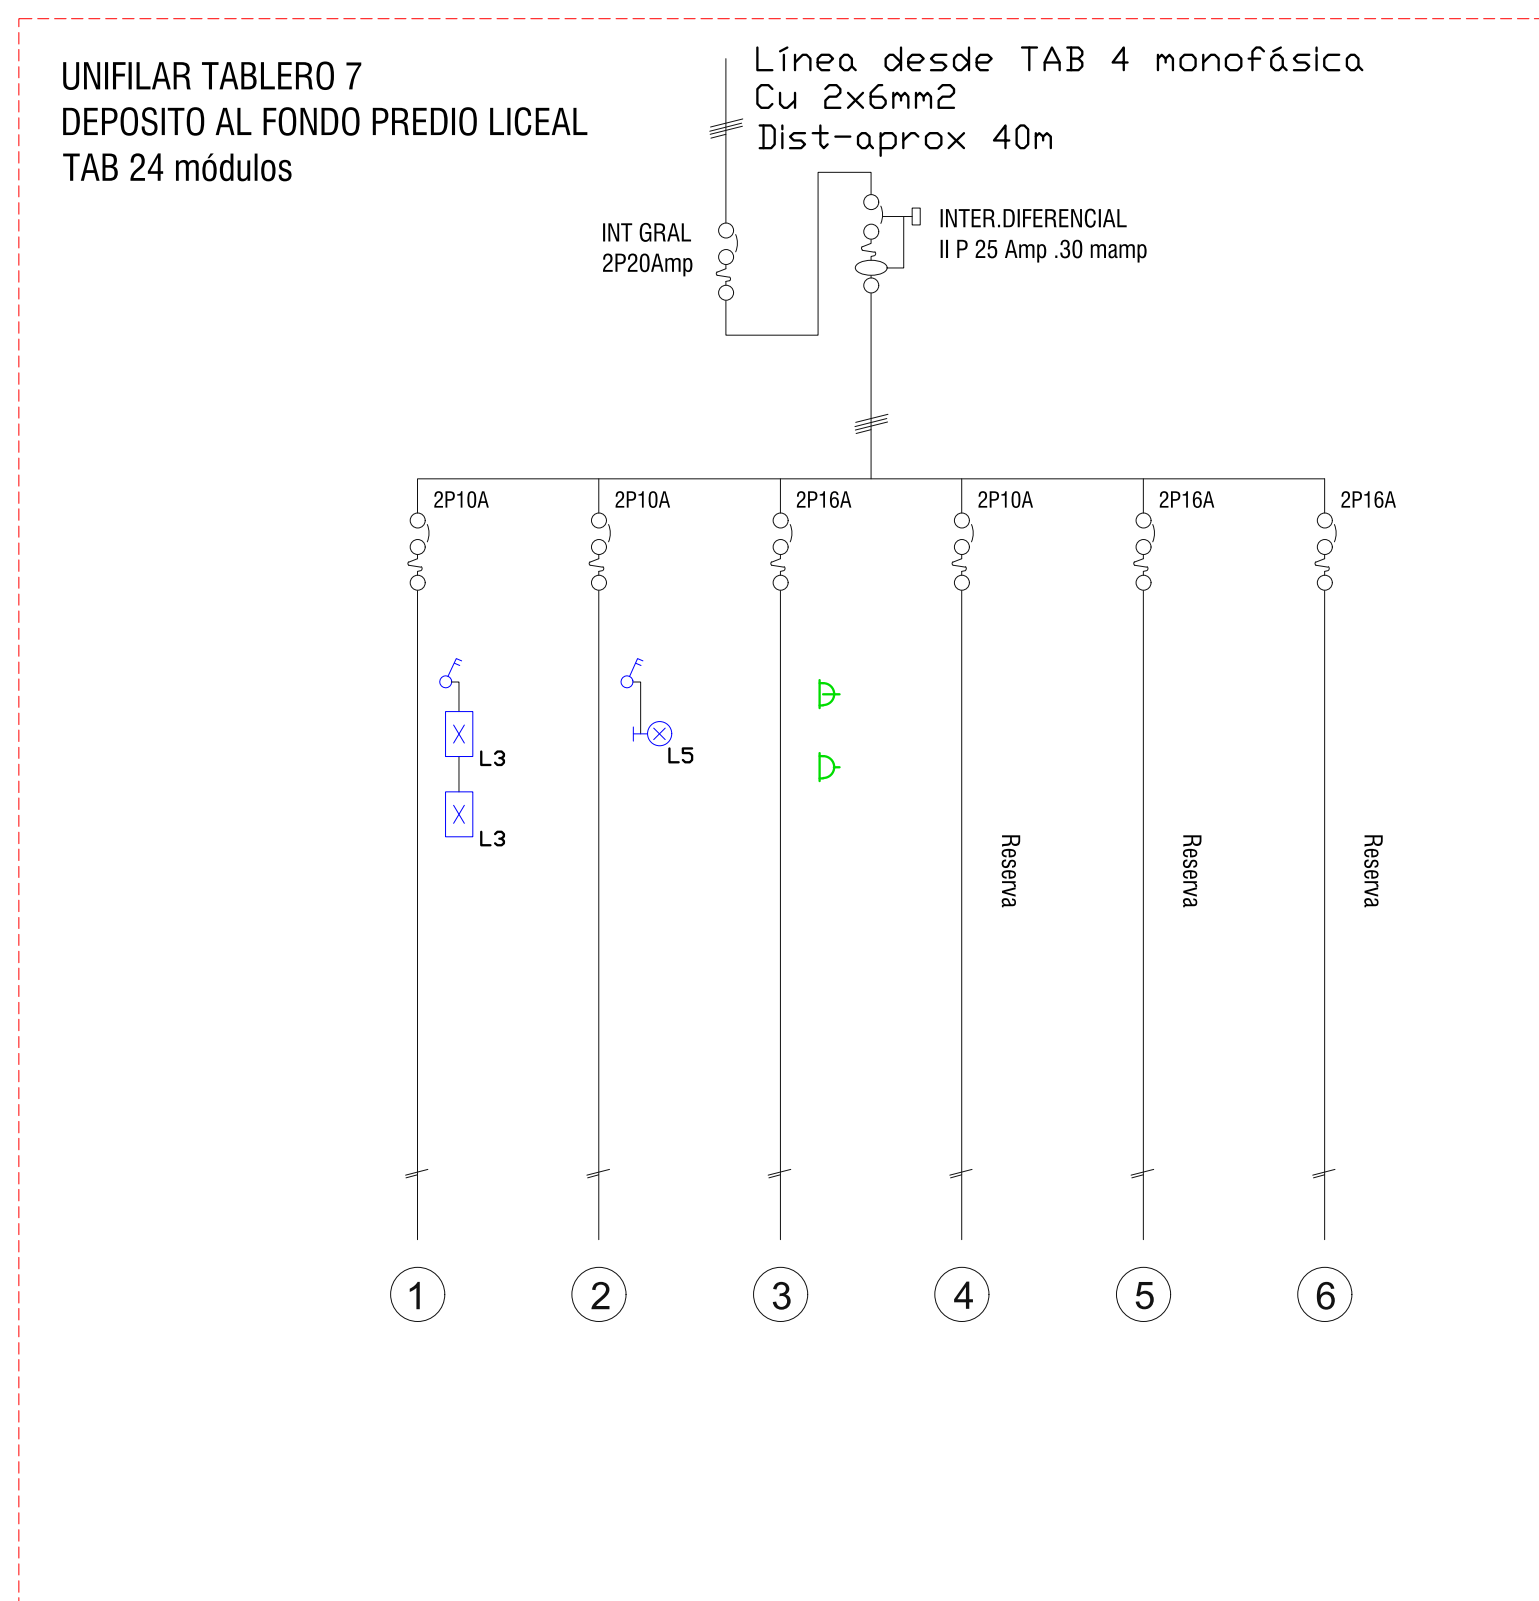 UNIFILAR TABLERO 7
DEPOSITO AL FONDO PREDIO LICEAL
TAB 24 módulos
Línea desde TAB 4 monofásica
Cu 2x6mm2
Dist-aprox 40m
INT GRAL
2P20Amp
INTER.DIFERENCIAL
II P 25 Amp .30 mamp
2P10A
2P10A
2P16A
2P10A
2P16A
2P16A
L3
L5
L3
Reserva
Reserva
Reserva
1
2
3
4
5
6